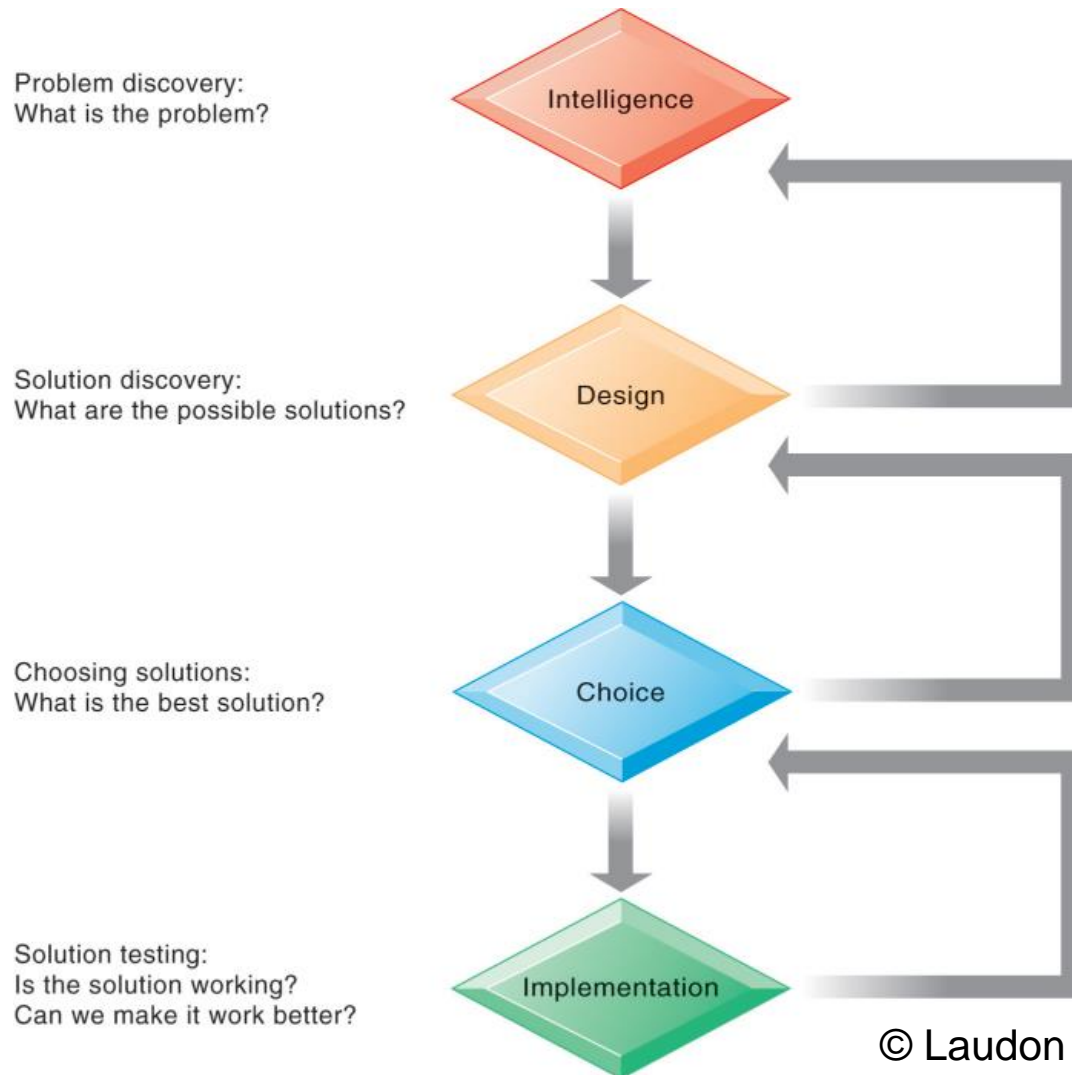 Problem discovery:
What is the problem?
Intelligence
Solution discovery:
What are the possible solutions?
Design
Choosing solutions:
What is the best solution?
Choice
Solution testing:
Is the solution working?
Can we make it work better?
Implementation
© Laudon